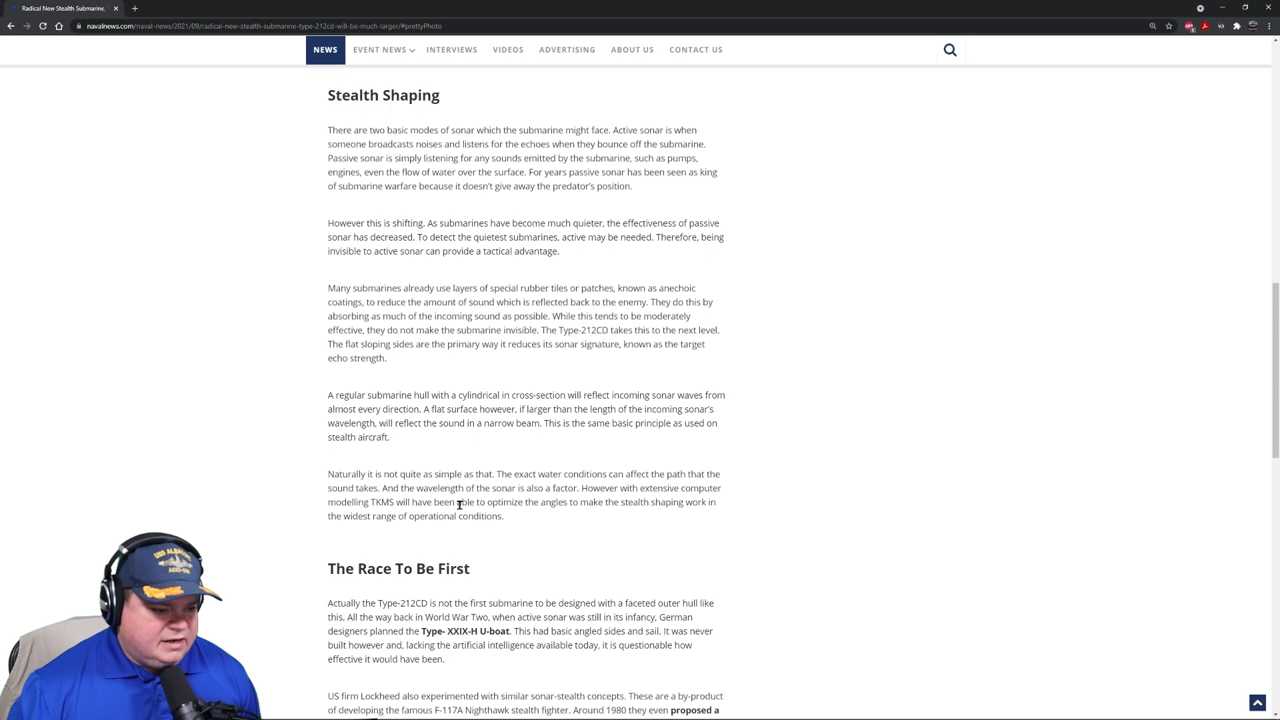 Radical New Stealth Submarine,
navalnews.com/naval-news/2021/09/radical-new-stealth-submarine-type-212cd-will-be-much-larger/#prettyPhoto
NEWS EVENT NEWS INTERVIEWS VIDEOS ADVERTISING ABOUT US CONTACT US
Stealth Shaping
There are two basic modes of sonar which the submarine might face. Active sonar is when
someone broadcasts noises and listens for the echoes when they bounce off the submarine.
Passive sonar is simply listening for any sounds emitted by the submarine, such as pumps,
engines, even the flow of water over the surface. For years passive sonar has been seen as king
of submarine warfare because it doesn't give away the predator's position.
However this is shifting. As submarines have become much quieter, the effectiveness of passive
sonar has decreased. To detect the quietest submarines, active may be needed. Therefore, being
invisible to active sonar can provide a tactical advantage.
Many submarines already use layers of special rubber tiles or patches, known as anechoic
coatings, to reduce the amount of sound which is reflected back to the enemy. They do this by
absorbing as much of the incoming sound as possible. While this tends to be moderately
effective, they do not make the submarine invisible. The Type-212CD takes this to the next level.
The flat sloping sides are the primary way it reduces its sonar signature, known as the target
echo strength.
A regular submarine hull with a cylindrical in cross-section will reflect incoming sonar waves from
almost every direction. A flat surface however, if larger than the length of the incoming sonar's
wavelength, will reflect the sound in a narrow beam. This is the same basic principle as used on
stealth aircraft.
Naturally it is not quite as simple as that. The exact water conditions can affect the path that the
sound takes. And the wavelength of the sonar is also a factor. However with extensive computer
modelling TKMS will have been able to optimize the angles to make the stealth shaping work in
the widest range of operational conditions.
The Race To Be First
Actually the Type-212CD is not the first submarine to be designed with a faceted outer hull like
this. All the way back in World War Two, when active sonar was still in its infancy, German
designers planned the Type- XXIX-H U-boat. This had basic angled sides and sail. It was never
built however and, lacking the artificial intelligence available today, it is questionable how
effective it would have been.
US firm Lockheed also experimented with similar sonar-stealth concepts. These are a by-product
of developing the famous F-117A Nighthawk stealth fighter. Around 1980 they even proposed a